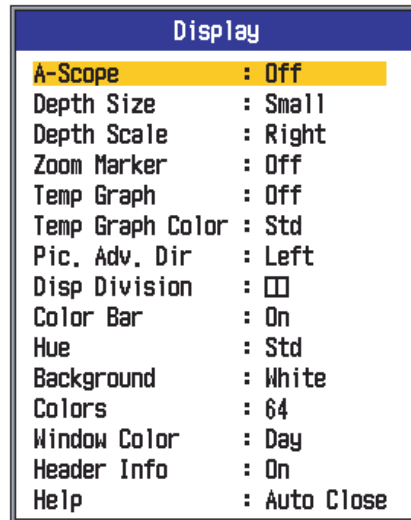 Display
A-Scope : Off
Depth Size : Small
Depth Scale : Right
Zoom Marker : Off
Temp Graph : Off
Temp Graph Color : Std
Pic. Adv. Dir : Left
Disp Division :
Color Bar : On
Hue : Std
Background : White
Colors : 64
Window Color : Day
Header Info : On
Help : Auto Close